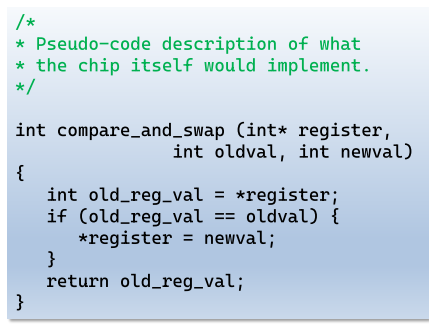 /*
* Pseudo-code description of what
* the chip itself would implement.
*/
int compare_and_swap (int* register,
int oldval, int newval)
{
int old_reg_val = *register;
if (old_reg_val == oldval) {
*register = newval;
}
return old_reg_val;
}